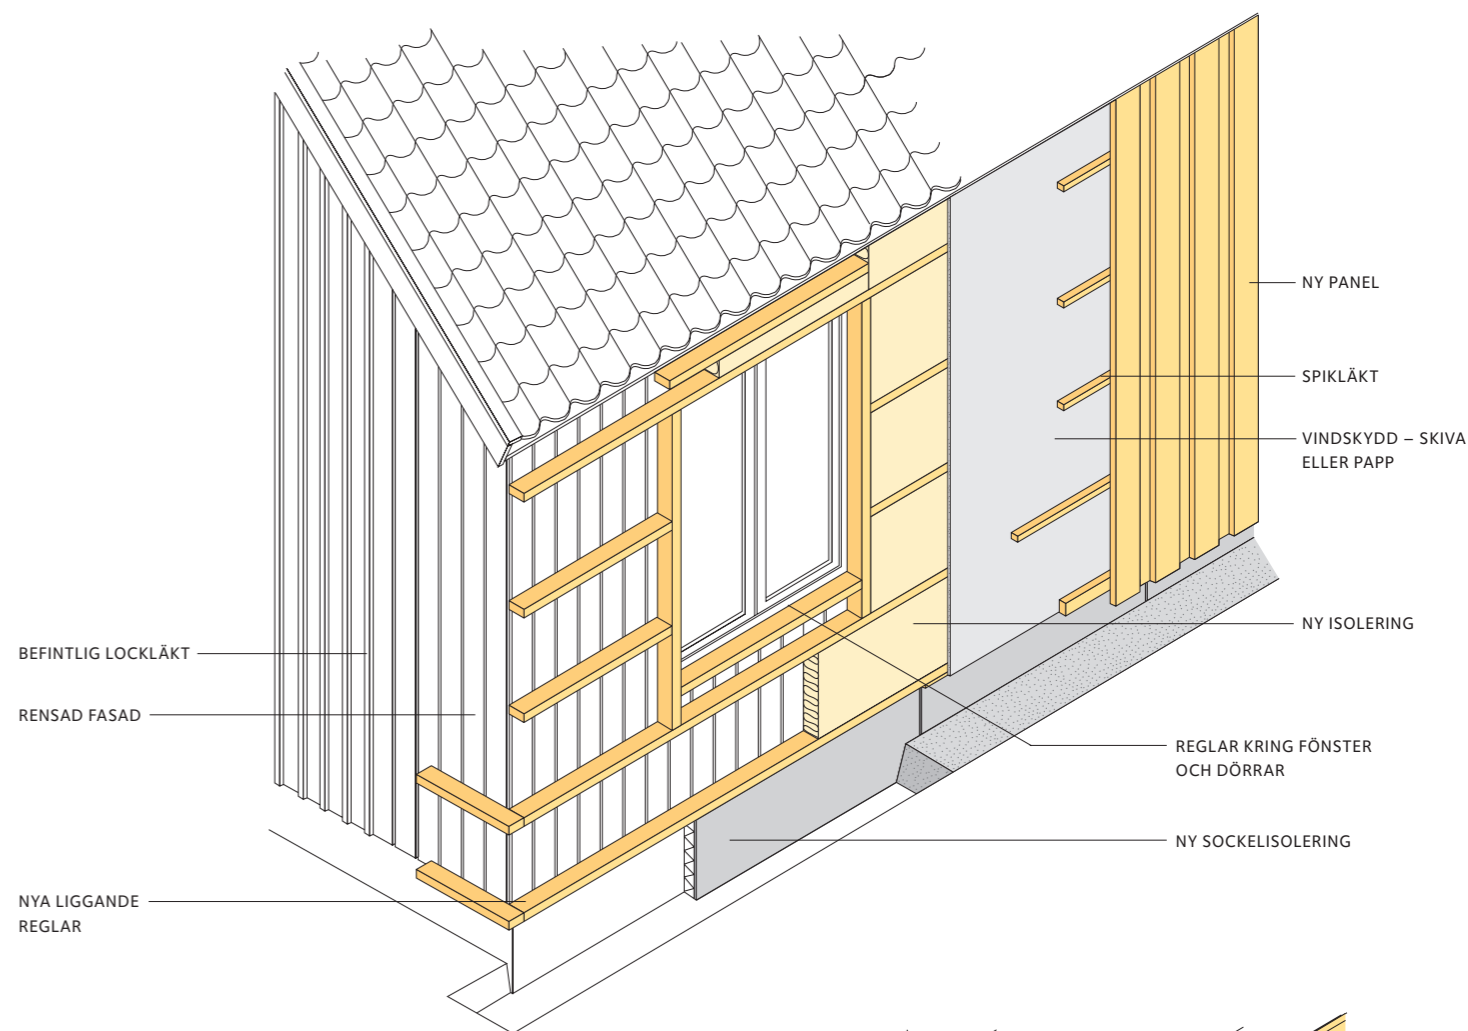 NY PANEL
SPIKLÄKT
VINDSKYDD – SKIVA
ELLER PAPP
NY ISOLERING
BEFINTLIG LOCKLÄKT
RENSAD FASAD
REGLAR KRING FÖNSTER
OCH DÖRRAR
NY SOCKELISOLERING
NYA LIGGANDE
REGLAR